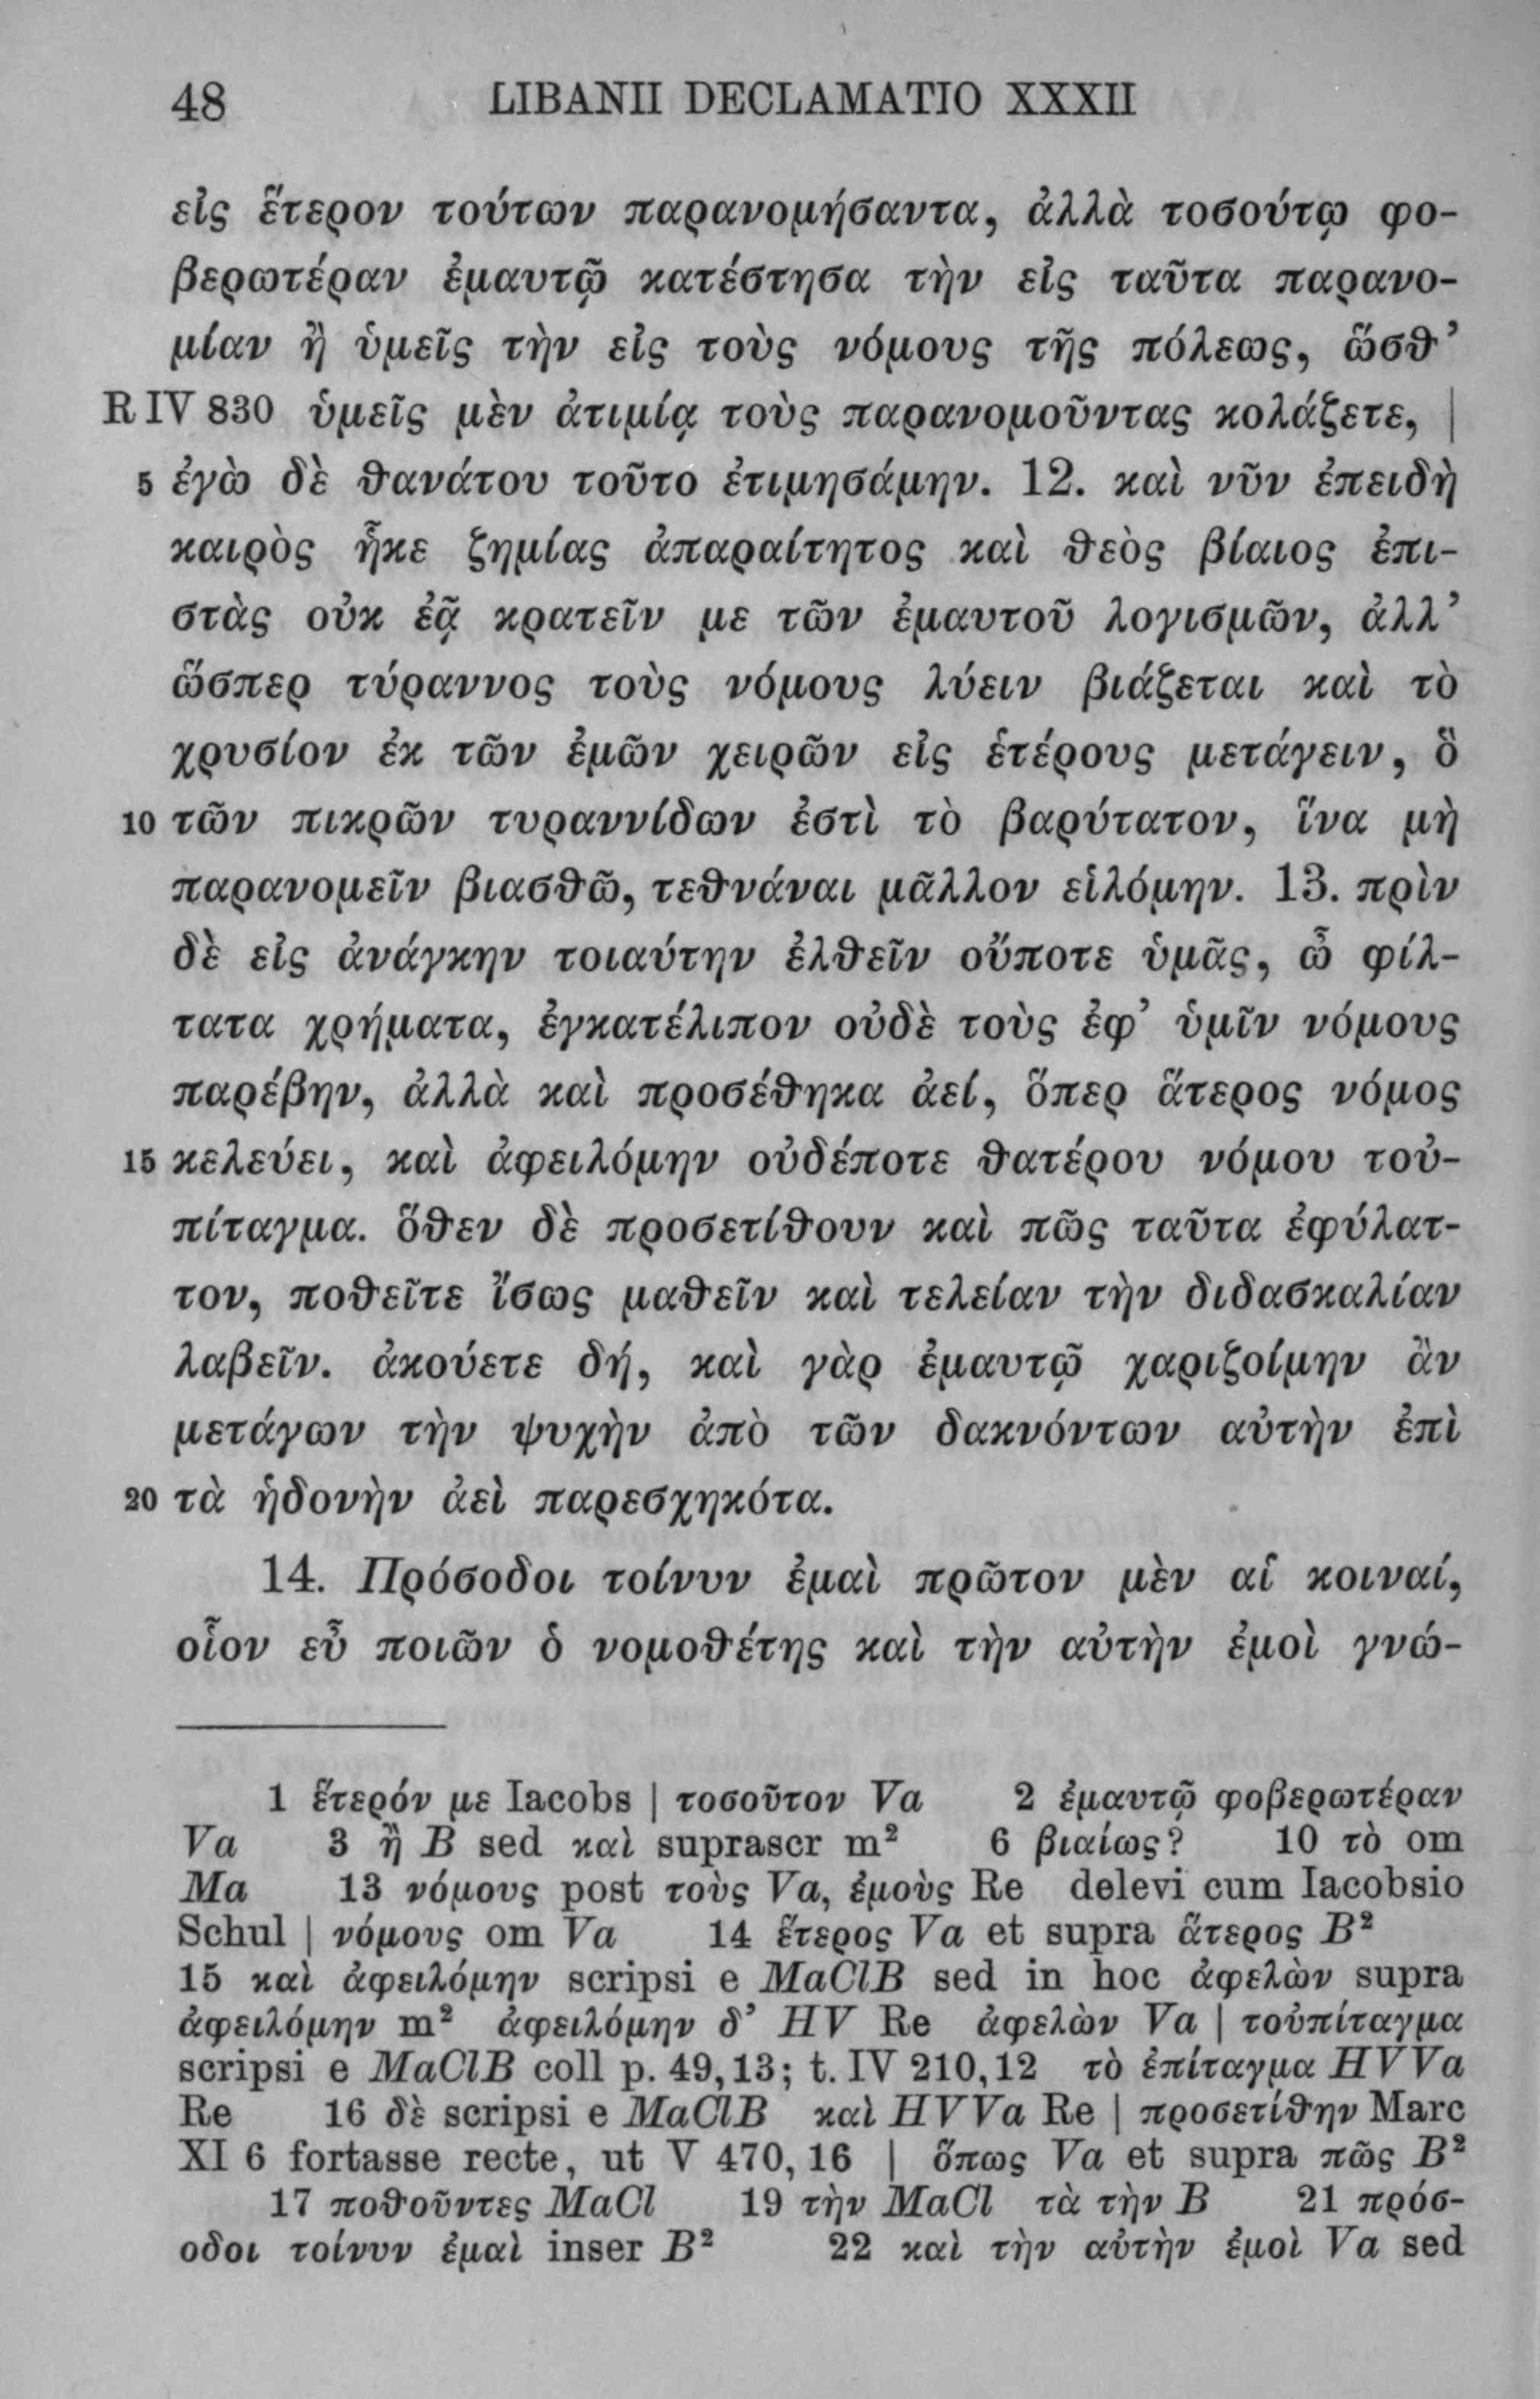 48 LIBANII DECLAMATIO XXXII
εἰς ἕτερον τούτων παρανομήσαντα, ἀλλὰ τοσούτῳ φο-
βερωτέραν ἐμαυτῷ κατέστησα τὴν εἰς ταῦτα παρανο-
μίαν ἢ ὑμεῖς τὴν εἰς τοὺς νόμους τῆς πόλεως, ὥσθ’
R IV 830 ὑμεῖς μὲν ἀτιμίᾳ τοὺς παρανομοῦντας κολάζετε, |
5 ἐγὼ δὲ θανάτου τοῦτο ἐτιμησάμην. 12. καὶ νῦν ἐπειδὴ
καιρὸς ἧκε ζημίας ἀπαραίτητος καὶ θεὸς βίαιος ἐπι-
στὰς οὐκ ἐᾷ κρατεῖν με τῶν ἐμαυτοῦ λογισμῶν, ἀλλ’
ὥσπερ τύραννος τοὺς νόμους λύειν βιάζεται καὶ τὸ
χρυσίον ἐκ τῶν ἐμῶν χειρῶν εἰς ἑτέρους μετάγειν, ὃ
10 τῶν πικρῶν τυραννίδων ἐστὶ τὸ βαρύτατον, ἵνα μὴ
παρανομεῖν βιασθῶ, τεθνάναι μᾶλλον εἱλόμην. 13. πρὶν
δὲ εἰς ἀνάγκην τοιαύτην ἐλθεῖν οὔποτε ὑμᾶς, ὦ φίλ-
τατα χρήματα, ἐγκατέλιπον οὐδὲ τοὺς ἐφ’ ὑμῖν νόμους
παρέβην, ἀλλὰ καὶ προσέθηκα ἀεί, ὅπερ ἅτερος νόμος
15 κελεύει, καὶ ἀφειλόμην οὐδέποτε θατέρου νόμου τοὐ-
πίταγμα. ὅθεν δὲ προσετίθουν καὶ πῶς ταῦτα ἐφύλατ-
τον, ποθεῖτε ἴσως μαθεῖν καὶ τελείαν τὴν διδασκαλίαν
λαβεῖν. ἀκούετε δή, καὶ γὰρ ἐμαυτῷ χαριζοίμην ἂν
μετάγων τὴν ψυχὴν ἀπὸ τῶν δακνόντων αὐτὴν ἐπὶ
20 τὰ ἡδονὴν ἀεὶ παρεσχηκότα.
14. Πρόσοδοι τοίνυν ἐμαὶ πρῶτον μὲν αἱ κοιναί,
οἷον εὖ ποιῶν ὁ νομοθέτης καὶ τὴν αὐτὴν ἐμοὶ γνώ-
1 ἕτερόν με Iacobs | τοσοῦτον Va 2 ἐμαυτῷ φοβερωτέραν
Va 3 ἢ B sed καὶ suprascr m² 6 βιαίως? 10 τὸ om
Ma 13 νόμους post τοὺς Va, ἐμοὺς Re delevi cum Iacobsio
Schul | νόμους om Va 14 ἕτερος Va et supra ἅτερος B²
15 καὶ ἀφειλόμην scripsi e MaClB sed in hoc ἀφελὼν supra
ἀφειλόμην m² ἀφειλόμην δ’ HV Re ἀφελὼν Va | τοὐπίταγμα
scripsi e MaClB coll p. 49,13; t. IV 210,12 τὸ ἐπίταγμα HVVa
Re 16 δὲ scripsi e MaClB καὶ HVVa Re | προσετίθην Marc
XI 6 fortasse recte, ut V 470,16 | ὅπως Va et supra πῶς B²
17 ποθοῦντες MaCl 19 τὴν MaCl τὰ τὴν B 21 πρόσ-
οδοι τοίνυν ἐμαὶ inser B² 22 καὶ τὴν αὐτὴν ἐμοὶ Va sed